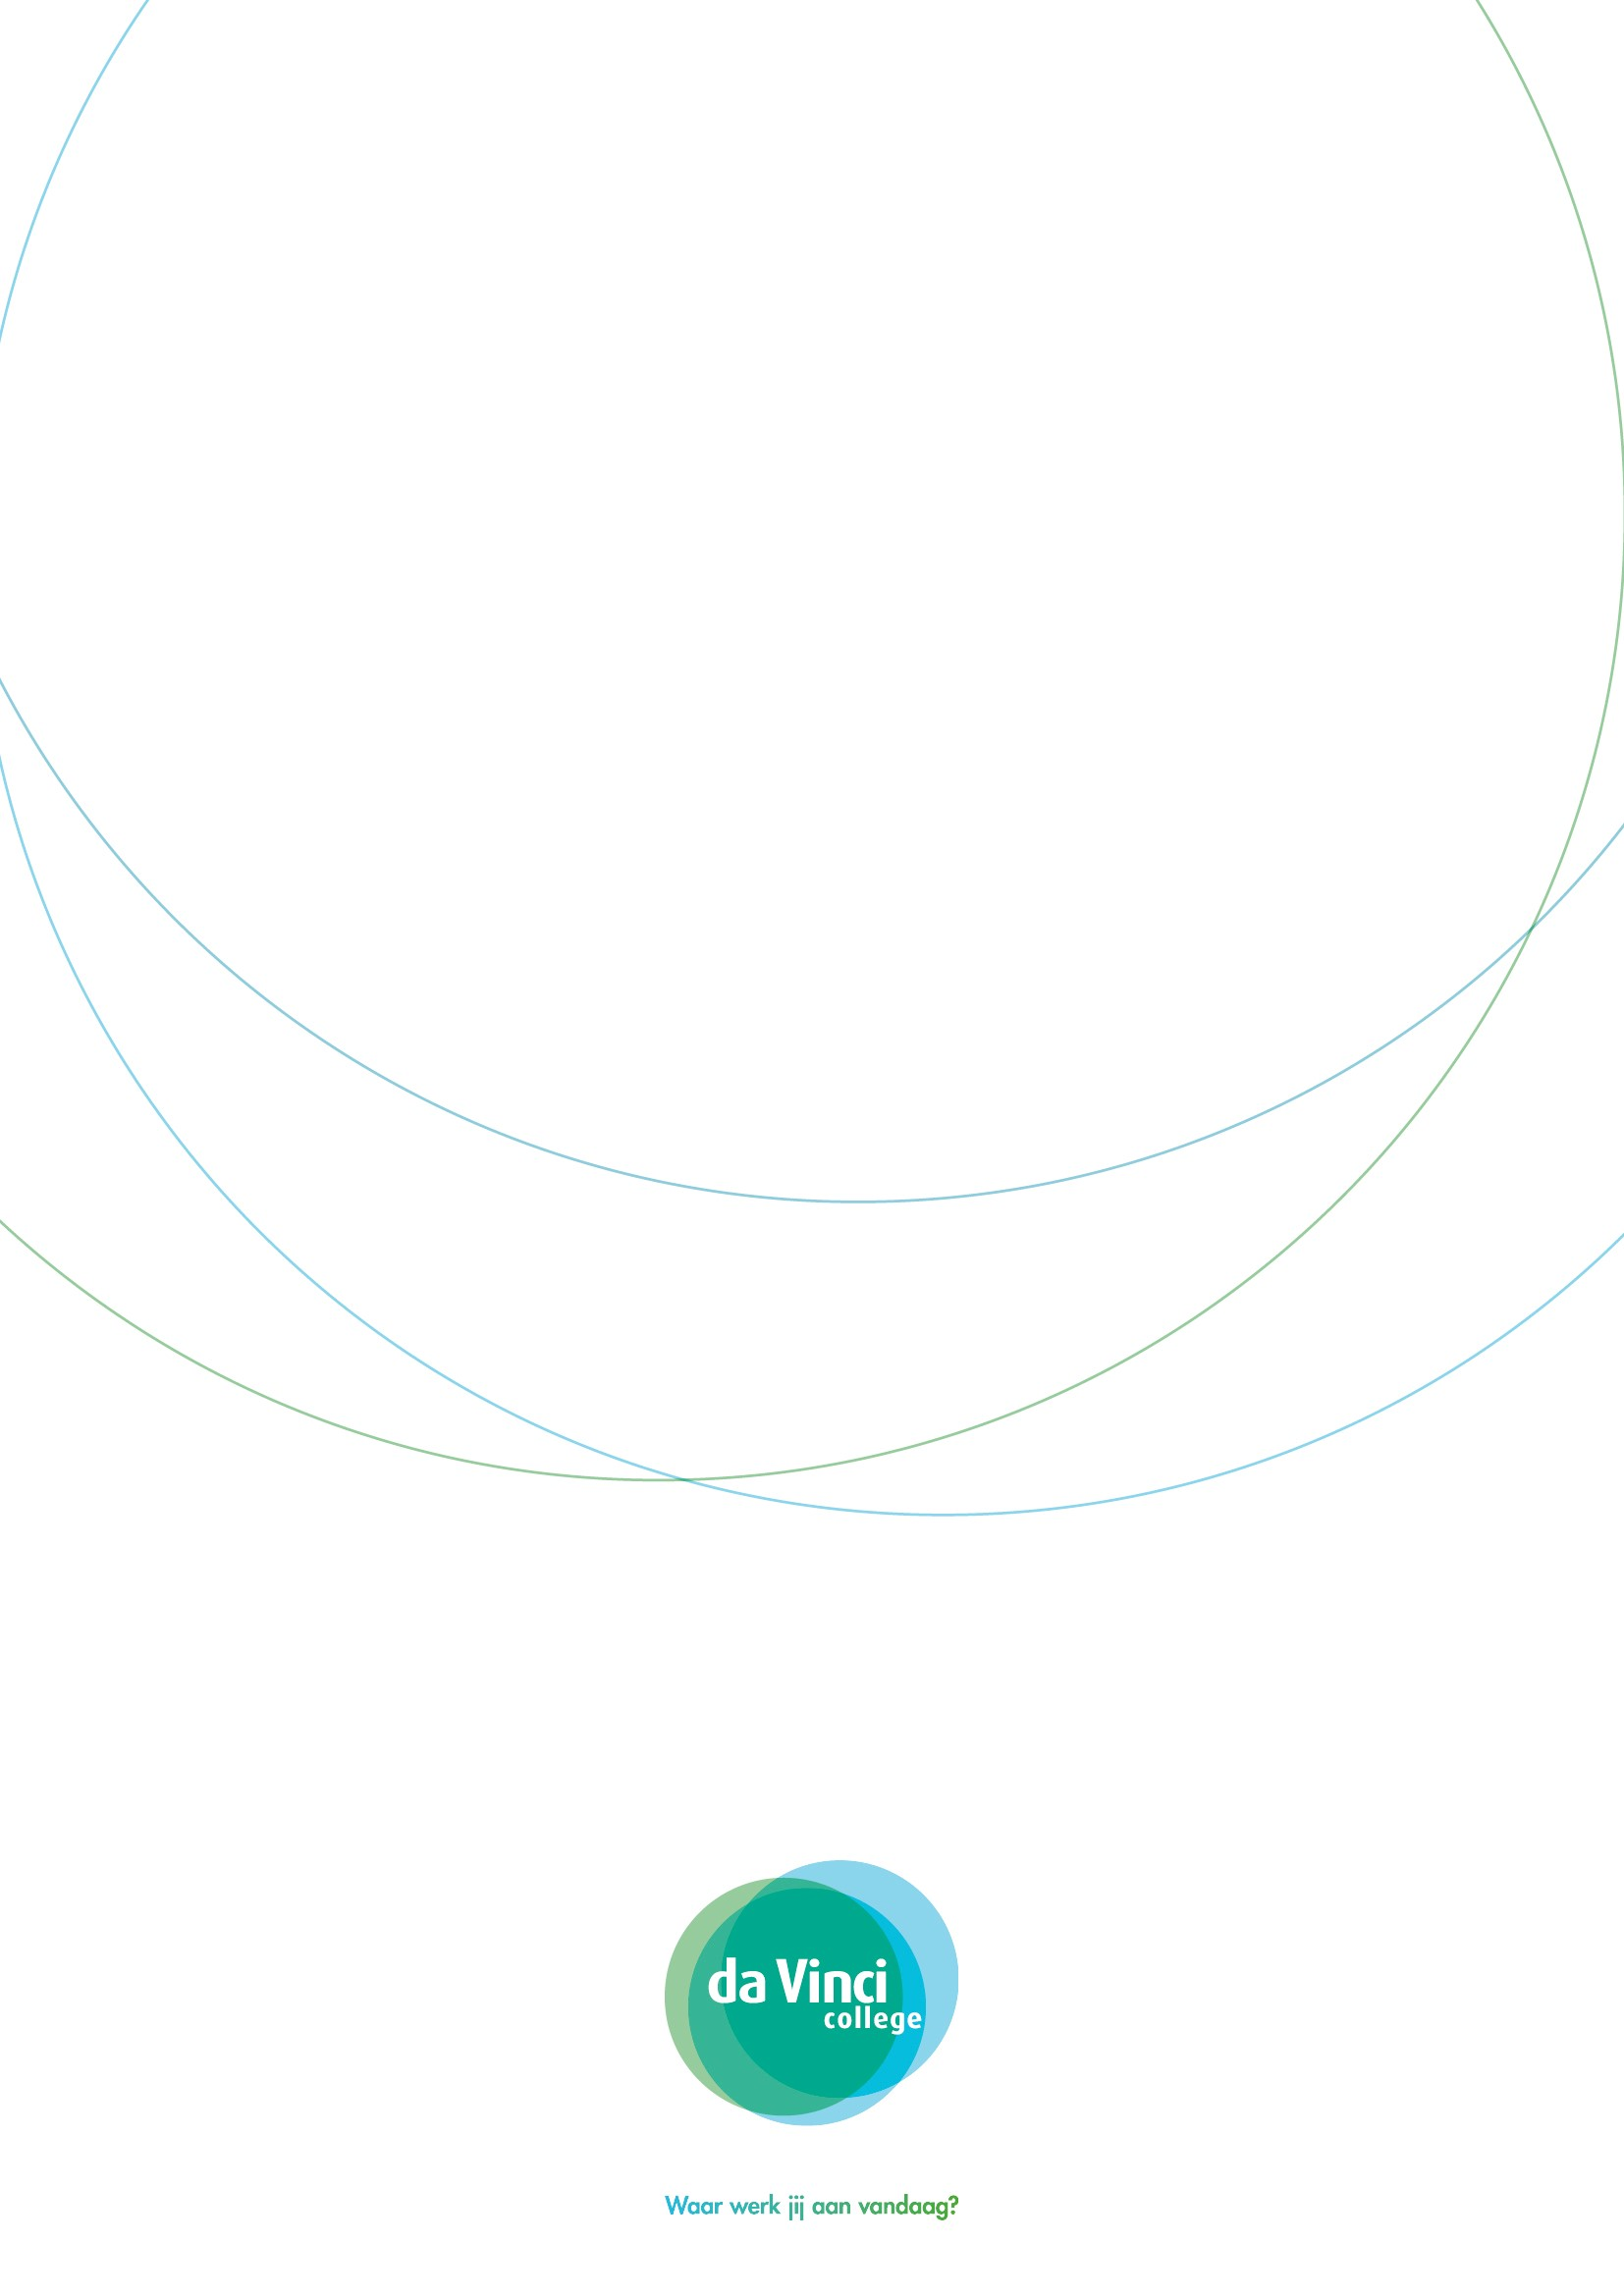 da Vinci
college
Waar werk jij aan vandaag?